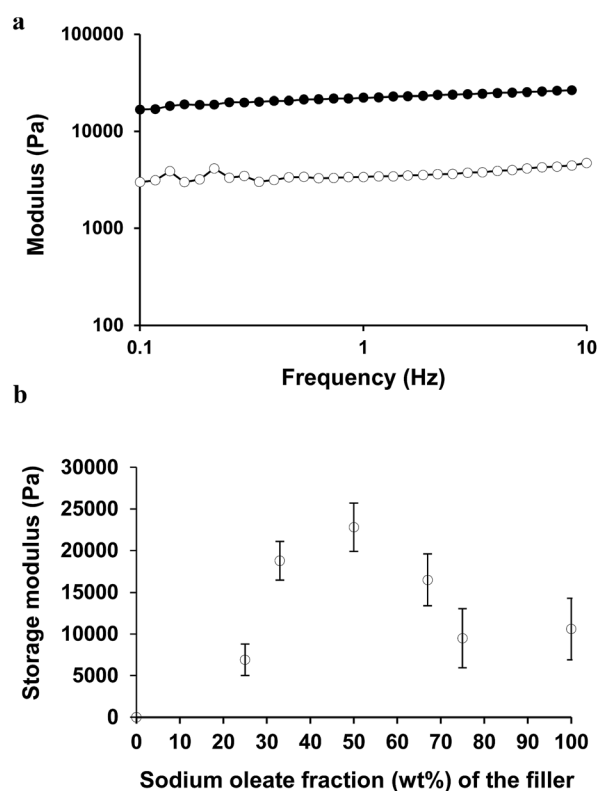 a
100000
10000
1000
100
Modulus (Pa)
0.1 1 10
Frequency (Hz)
b
30000
25000
20000
15000
10000
5000
0
Storage modulus (Pa)
0 10 20 30 40 50 60 70 80 90 100
Sodium oleate fraction (wt%) of the filler